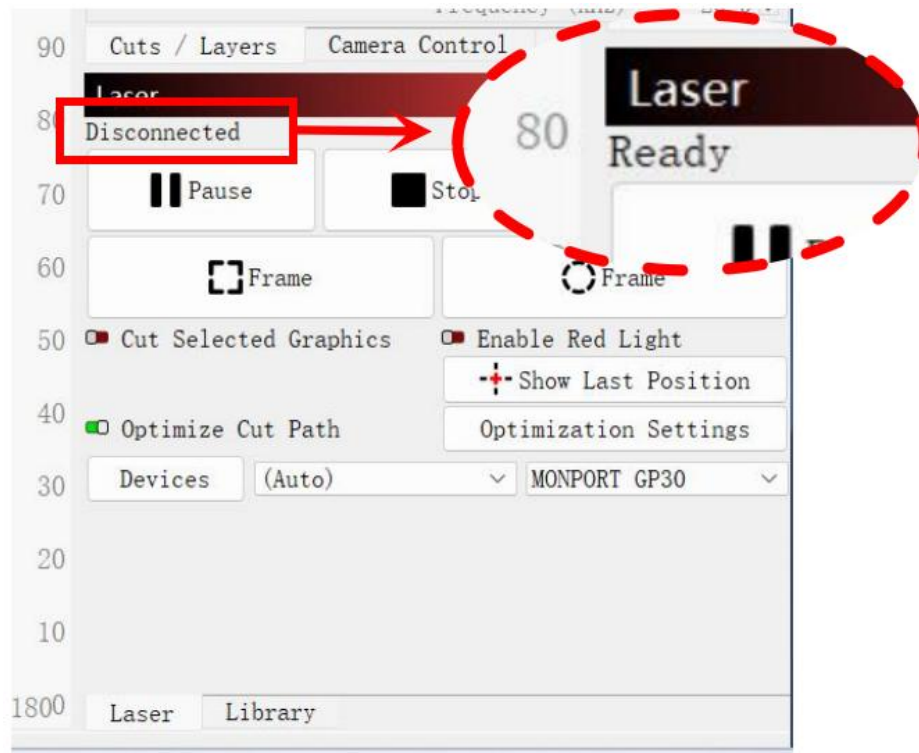 90
Cuts / Layers
Camera Control
Laser
Laser
80
Disconnected
80
Ready
70
Pause
60
Frame
Frame
50
Cut Selected Graphics
Enable Red Light
Show Last Position
40
Optimize Cut Path
Optimization Settings
30
Devices
(Auto)
MONPORT GP30
20
10
1800
Laser
Library